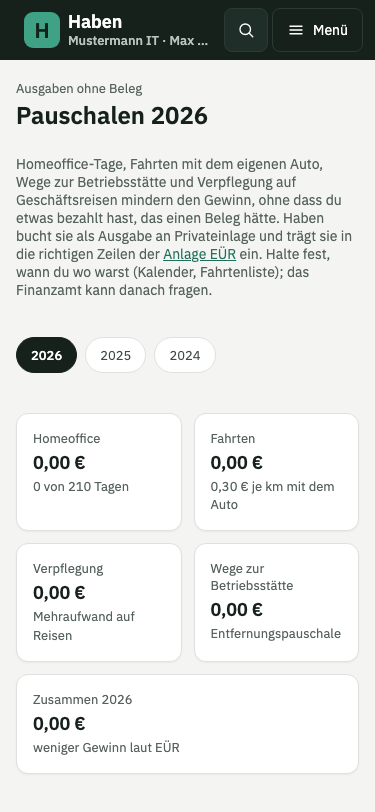 H
Haben
Mustermann IT · Max ...
Menü
Ausgaben ohne Beleg
Pauschalen 2026
Homeoffice-Tage, Fahrten mit dem eigenen Auto,
Wege zur Betriebsstätte und Verpflegung auf
Geschäftsreisen mindern den Gewinn, ohne dass du
etwas bezahlt hast, das einen Beleg hätte. Haben
bucht sie als Ausgabe an Privateinlage und trägt sie in
die richtigen Zeilen der Anlage EÜR ein. Halte fest,
wann du wo warst (Kalender, Fahrtenliste); das
Finanzamt kann danach fragen.
2026
2025
2024
Homeoffice
0,00 €
0 von 210 Tagen
Fahrten
0,00 €
0,30 € je km mit dem
Auto
Verpflegung
0,00 €
Mehraufwand auf
Reisen
Wege zur
Betriebsstätte
0,00 €
Entfernungspauschale
Zusammen 2026
0,00 €
weniger Gewinn laut EÜR